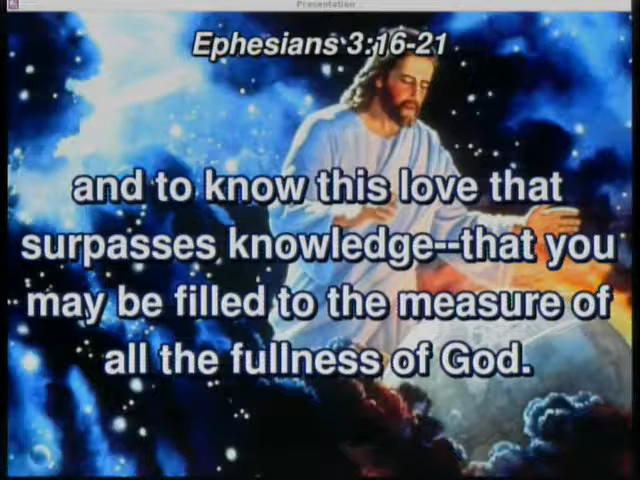 Presentation
Ephesians 3:16-21
and to know this love that
surpasses knowledge--that you
may be filled to the measure of
all the fullness of God.